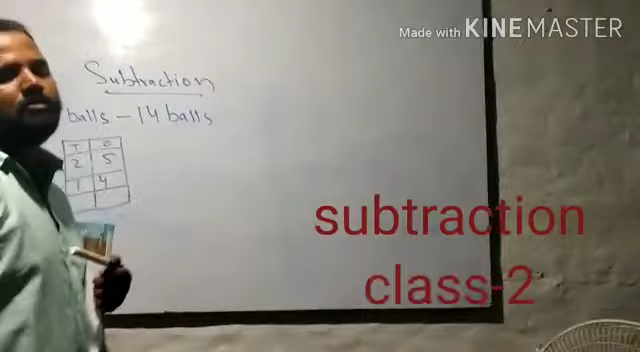 Made with KINEMASTER
Subtraction
balls - 14 balls
T O
2 5
1 4
subtraction
class-2